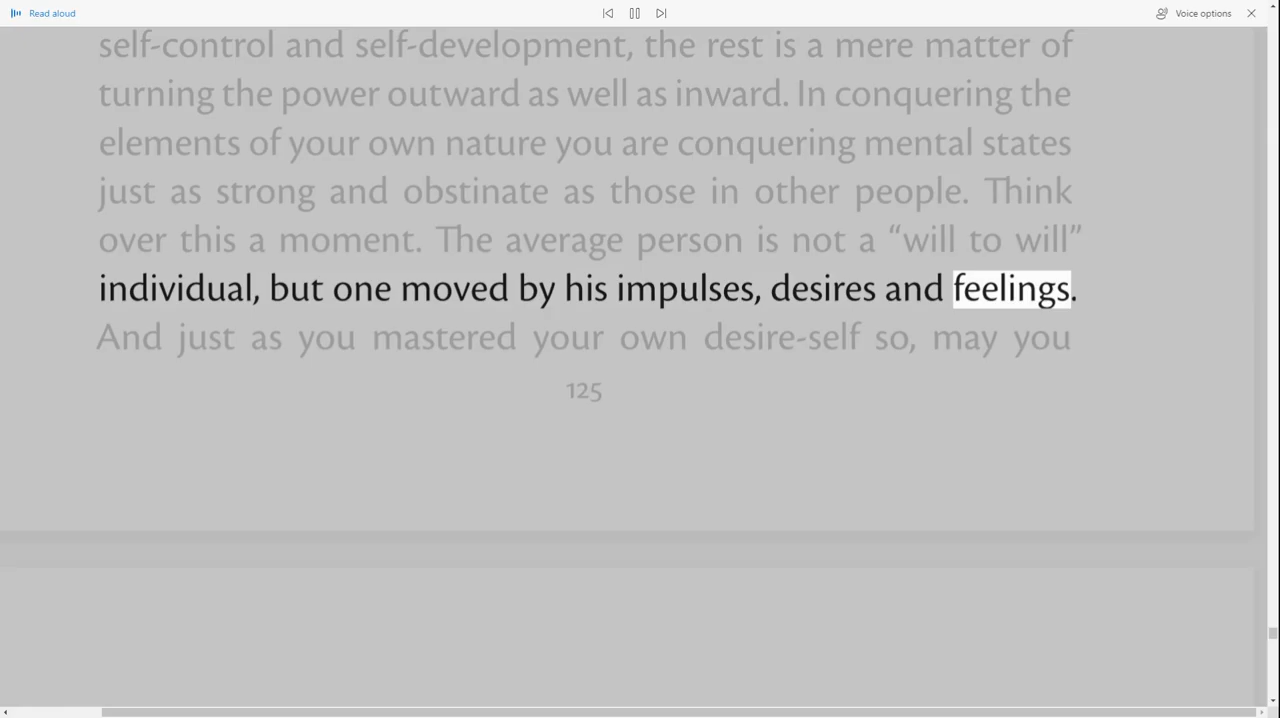 Read aloud
Voice options
self-control and self-development, the rest is a mere matter of
turning the power outward as well as inward. In conquering the
elements of your own nature you are conquering mental states
just as strong and obstinate as those in other people. Think
over this a moment. The average person is not a “will to will”
individual, but one moved by his impulses, desires and feelings.
And just as you mastered your own desire-self so, may you
125